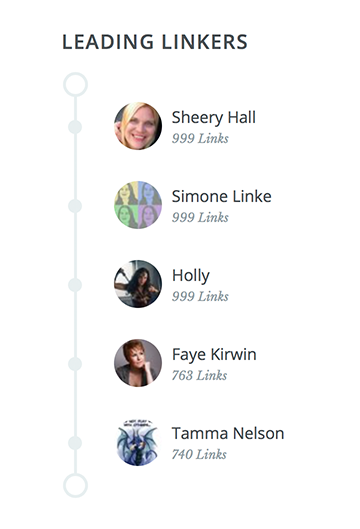 LEADING LINKERS
Sheery Hall
999 Links
Simone Linke
999 Links
Holly
999 Links
Faye Kirwin
763 Links
Tamma Nelson
740 Links